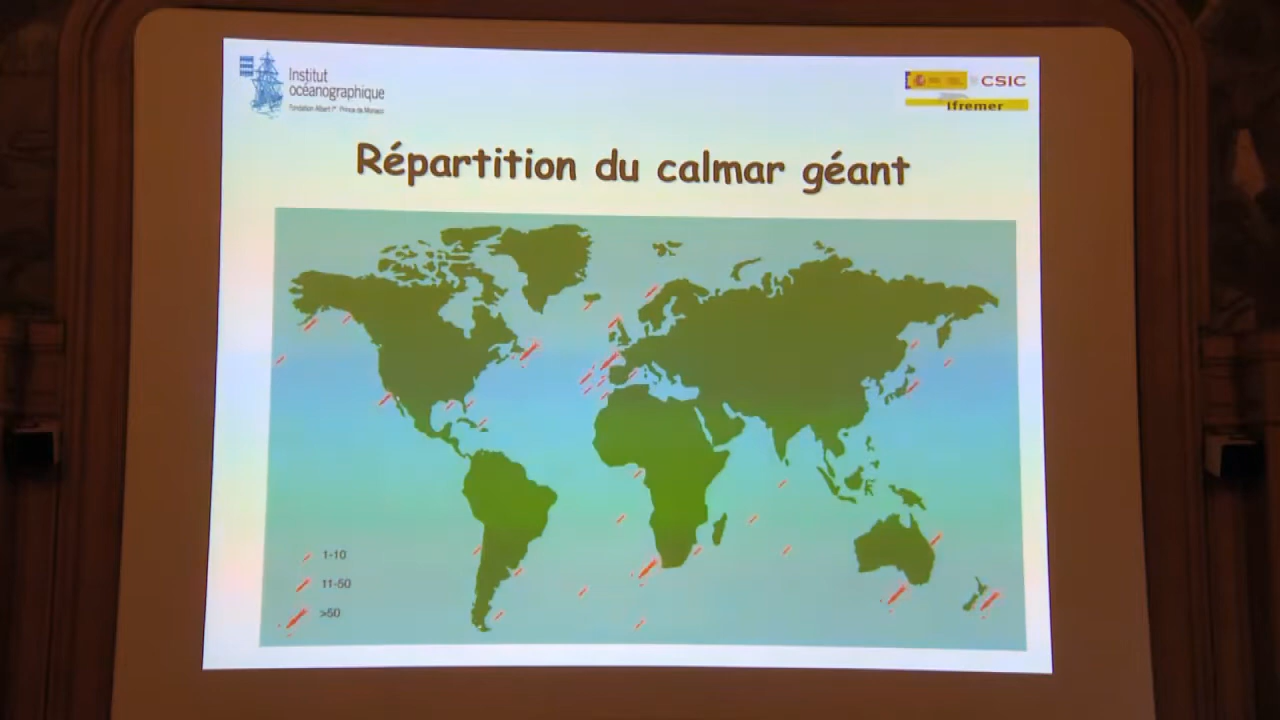 Institut
océanographique
Fondation Albert Iᵉʳ, Prince de Monaco
CSIC
Ifremer
Répartition du calmar géant
1-10
11-50
>50